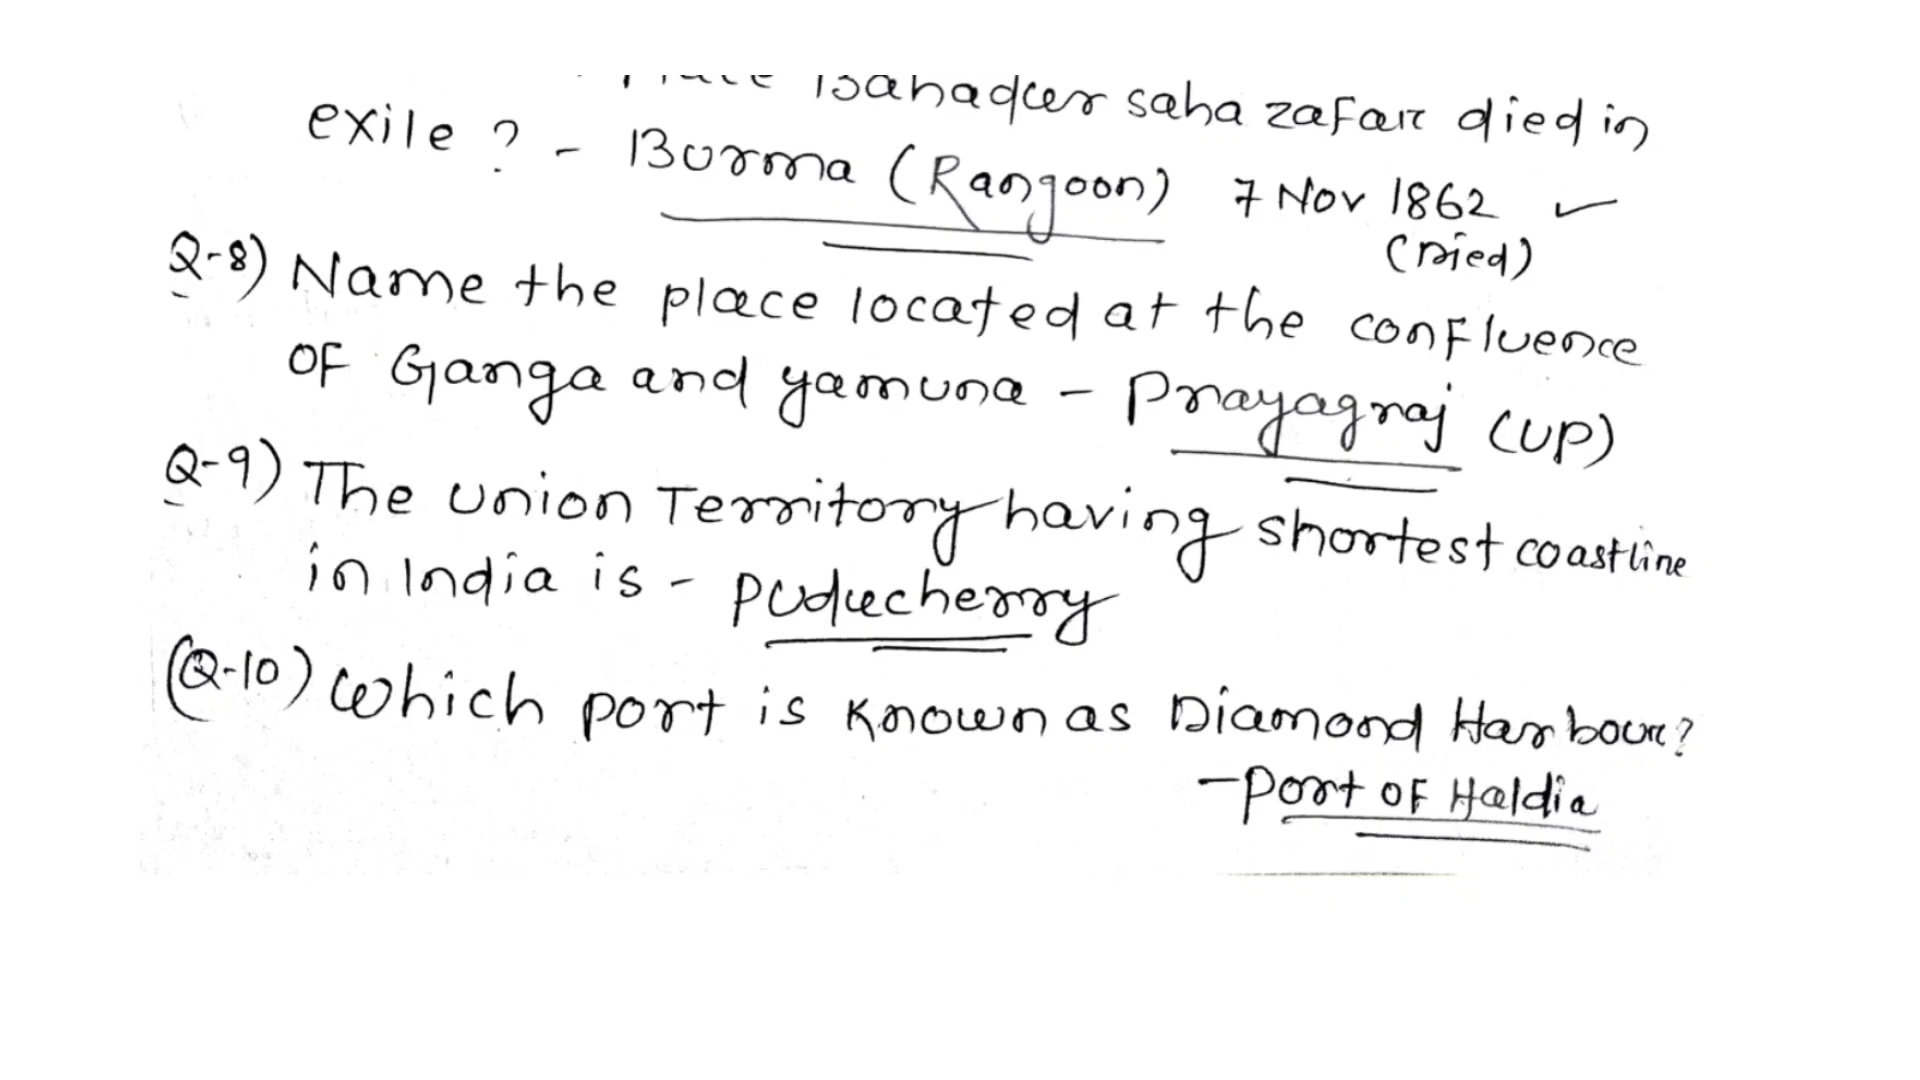 Place Bahadur saha zafar died in
exile ? - Burma (Rangoon) 7 Nov 1862
(Died)
Q-8) Name the place located at the confluence
of Ganga and yamuna - Prayagraj (UP)
Q-9) The union Territory having shortest coastline
in India is - Puducherry
(Q-10) which port is known as Diamond Harbour?
- Port of Haldia